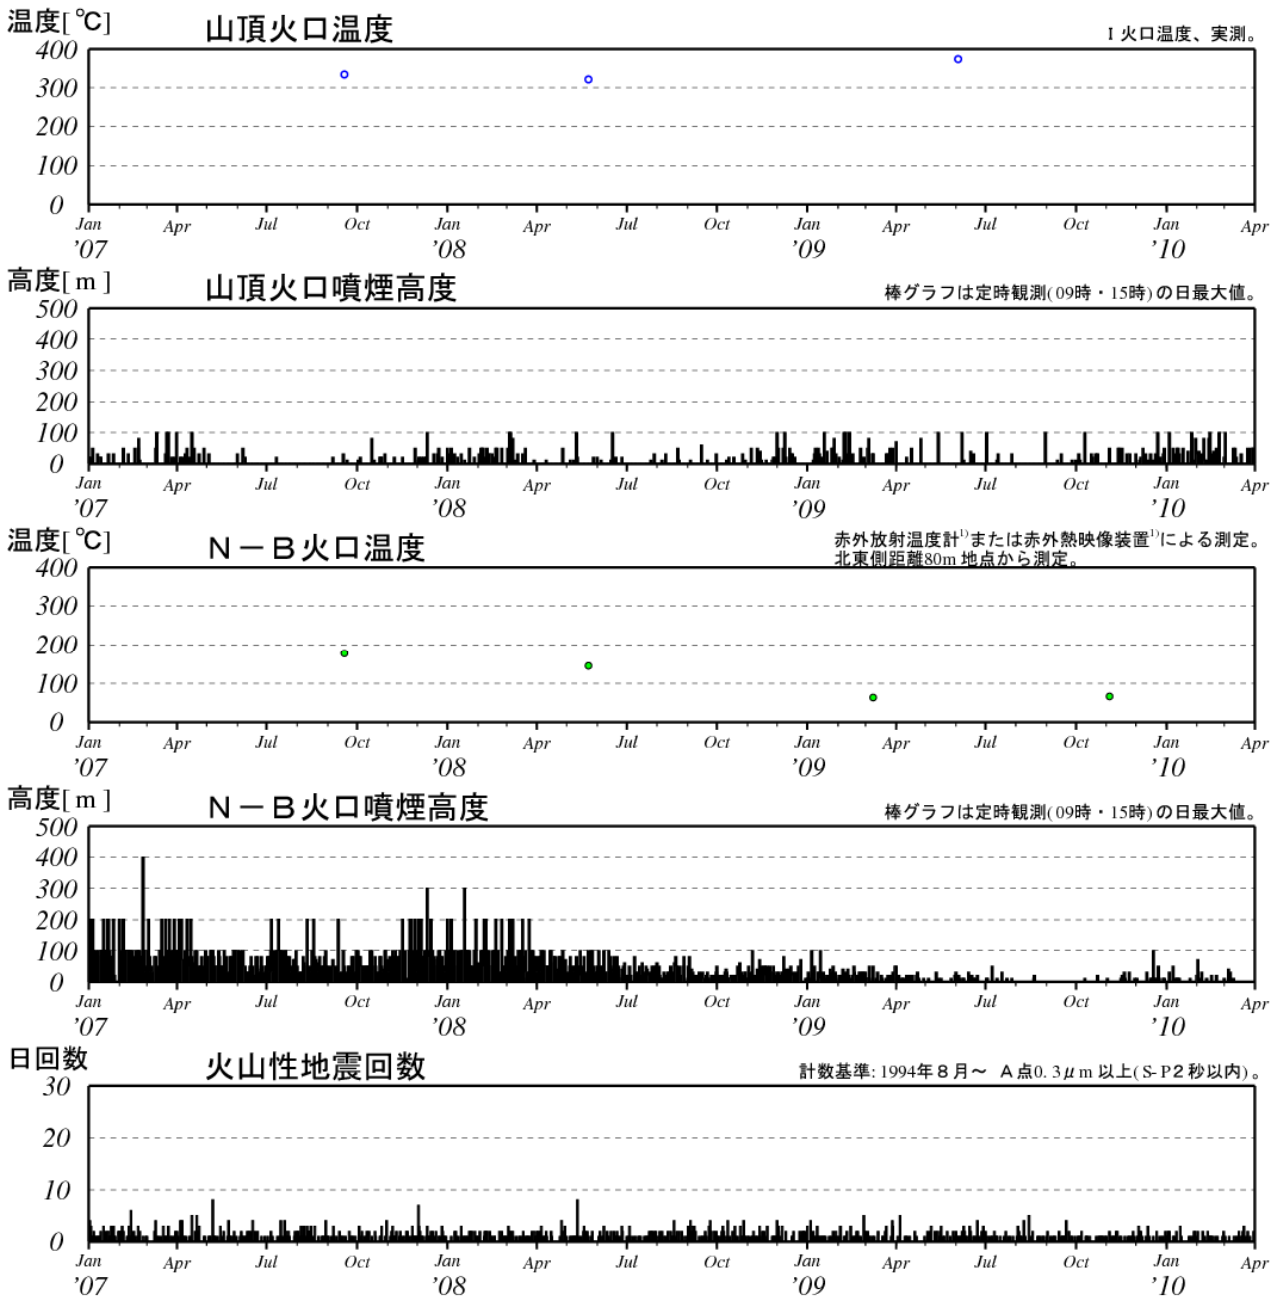 温度[℃] 山頂火口温度 I 火口温度、実測。
400
300
200
100
0
Jan Apr Jul Oct Jan Apr Jul Oct Jan Apr Jul Oct Jan Apr
'07 '08 '09 '10
高度[m] 山頂火口噴煙高度 棒グラフは定時観測(09時・15時)の日最大値。
500
400
300
200
100
0
Jan Apr Jul Oct Jan Apr Jul Oct Jan Apr Jul Oct Jan Apr
'07 '08 '09 '10
温度[℃] N－B火口温度 赤外放射温度計1)または赤外熱映像装置1)による測定。
北東側距離80m地点から測定。
400
300
200
100
0
Jan Apr Jul Oct Jan Apr Jul Oct Jan Apr Jul Oct Jan Apr
'07 '08 '09 '10
高度[m] N－B火口噴煙高度 棒グラフは定時観測(09時・15時)の日最大値。
500
400
300
200
100
0
Jan Apr Jul Oct Jan Apr Jul Oct Jan Apr Jul Oct Jan Apr
'07 '08 '09 '10
日回数 火山性地震回数 計数基準:1994年8月～ A点0.3μm以上(S-P2秒以内)。
30
20
10
0
Jan Apr Jul Oct Jan Apr Jul Oct Jan Apr Jul Oct Jan Apr
'07 '08 '09 '10